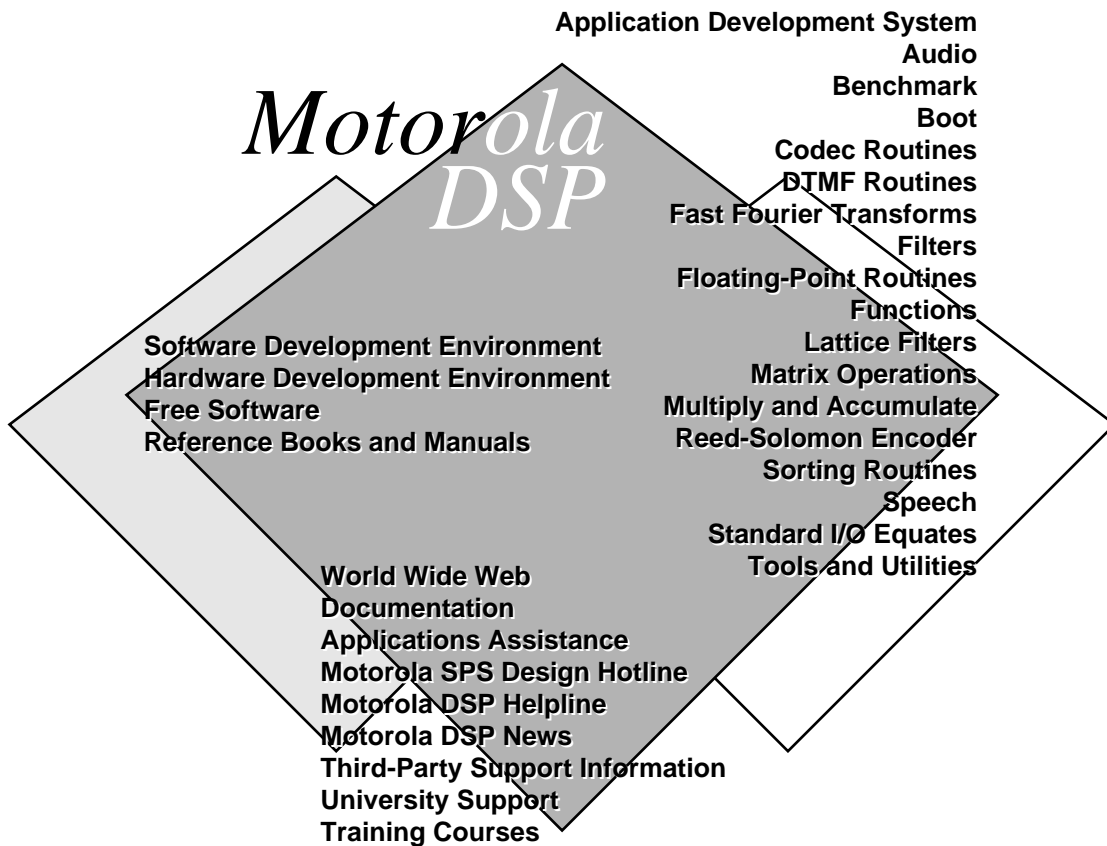 Application Development System
Audio
Benchmark
Boot
Codec Routines
DTMF Routines
Fast Fourier Transforms
Filters
Floating-Point Routines
Functions
Lattice Filters
Matrix Operations
Multiply and Accumulate
Reed-Solomon Encoder
Sorting Routines
Speech
Standard I/O Equates
Tools and Utilities
Motorola
DSP
Software Development Environment
Hardware Development Environment
Free Software
Reference Books and Manuals
World Wide Web
Documentation
Applications Assistance
Motorola SPS Design Hotline
Motorola DSP Helpline
Motorola DSP News
Third-Party Support Information
University Support
Training Courses